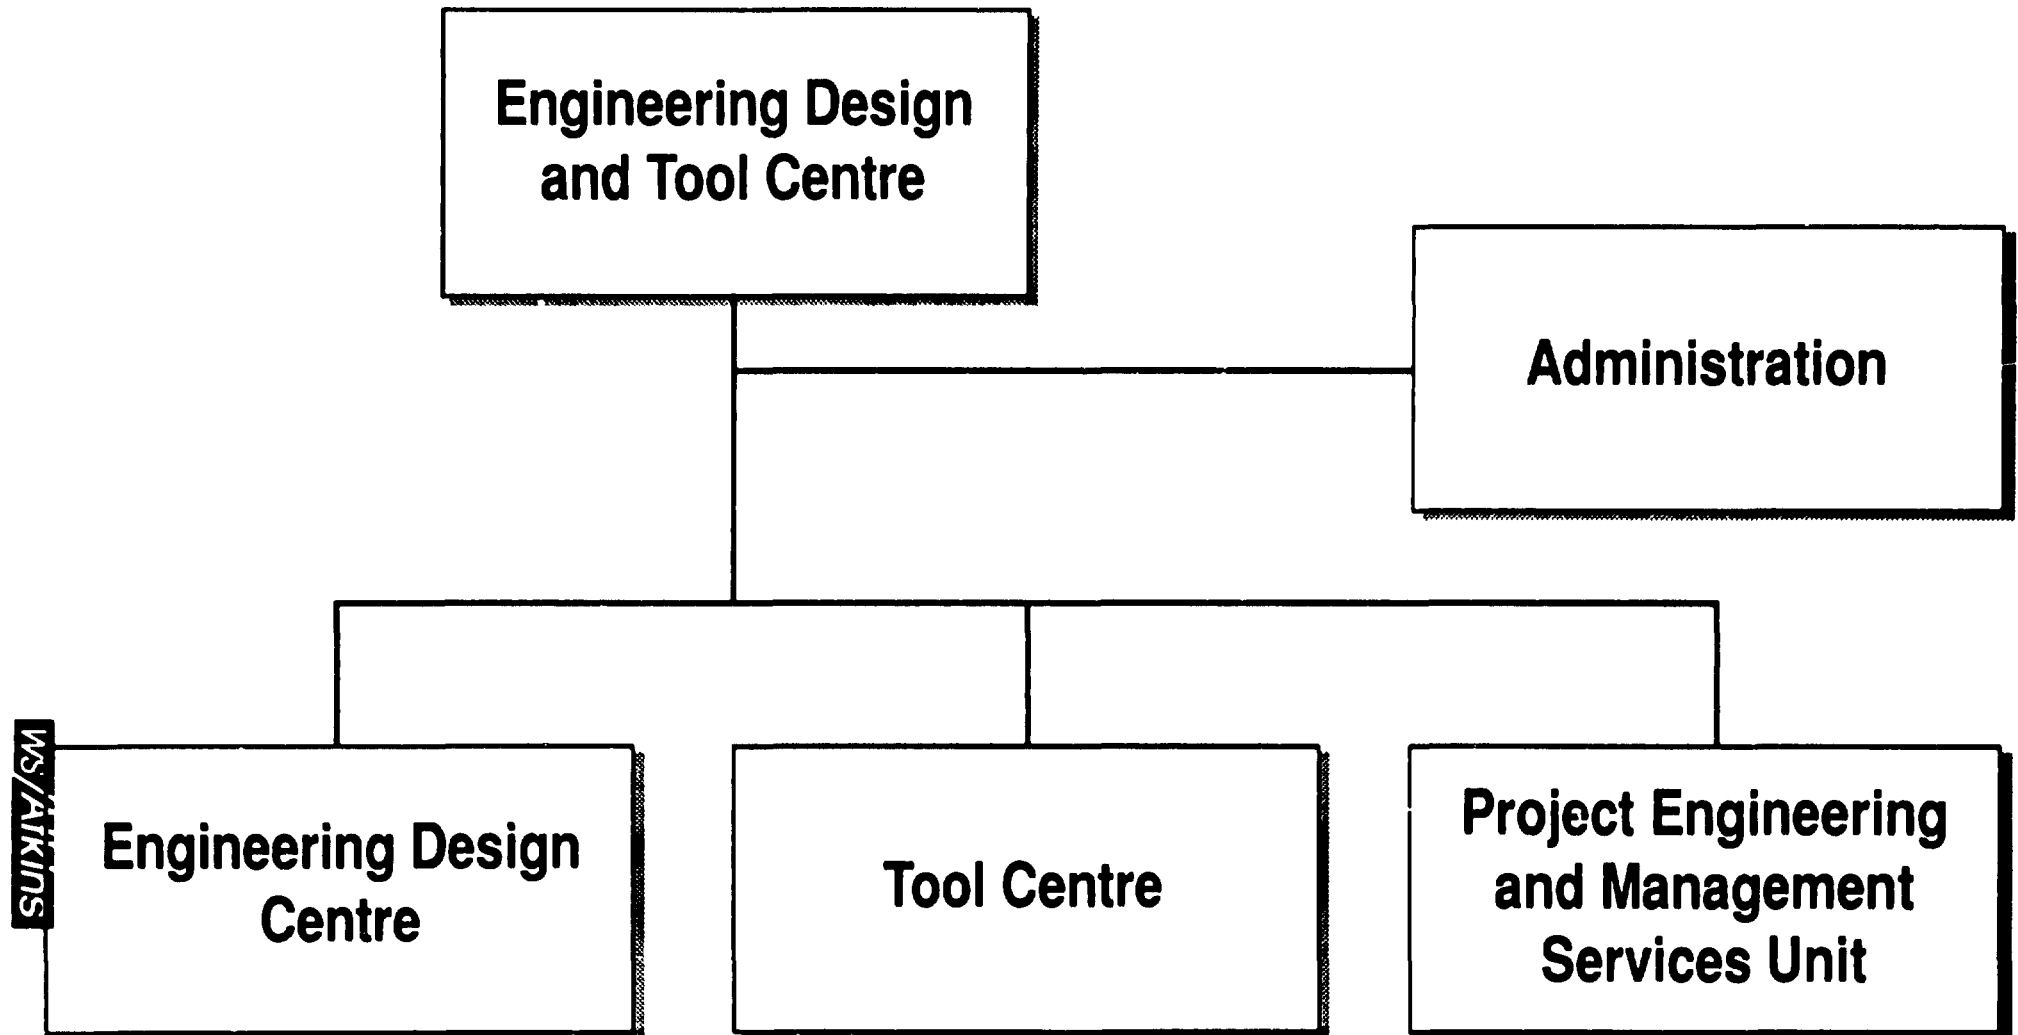 Engineering Design
and Tool Centre
Administration
WS/Atkins
Engineering Design
Centre
Tool Centre
Project Engineering
and Management
Services Unit